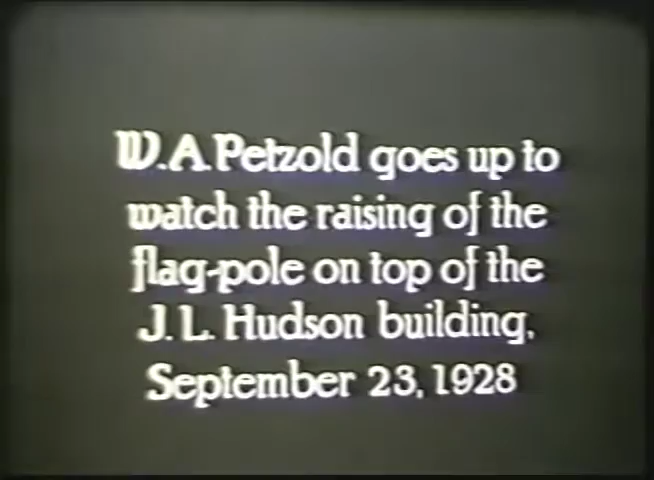 W.A. Petzold goes up to
watch the raising of the
flag-pole on top of the
J. L. Hudson building,
September 23, 1928